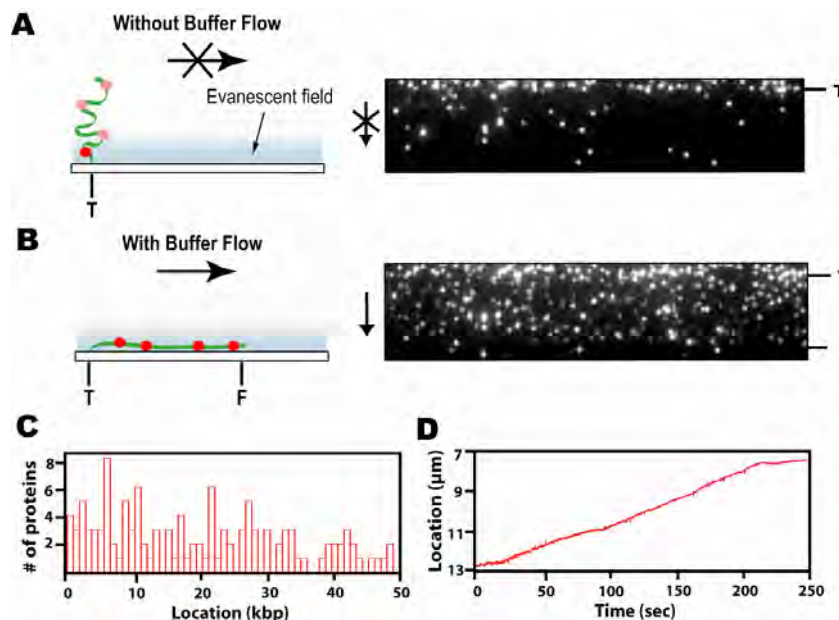 A
Without Buffer Flow
Evanescent field
T
T
B
With Buffer Flow
T
F
C
# of proteins
8
6
4
2
0
10
20
30
40
50
Location (kbp)
D
Location (µm)
7
9
11
13
0
50
100
150
200
250
Time (sec)